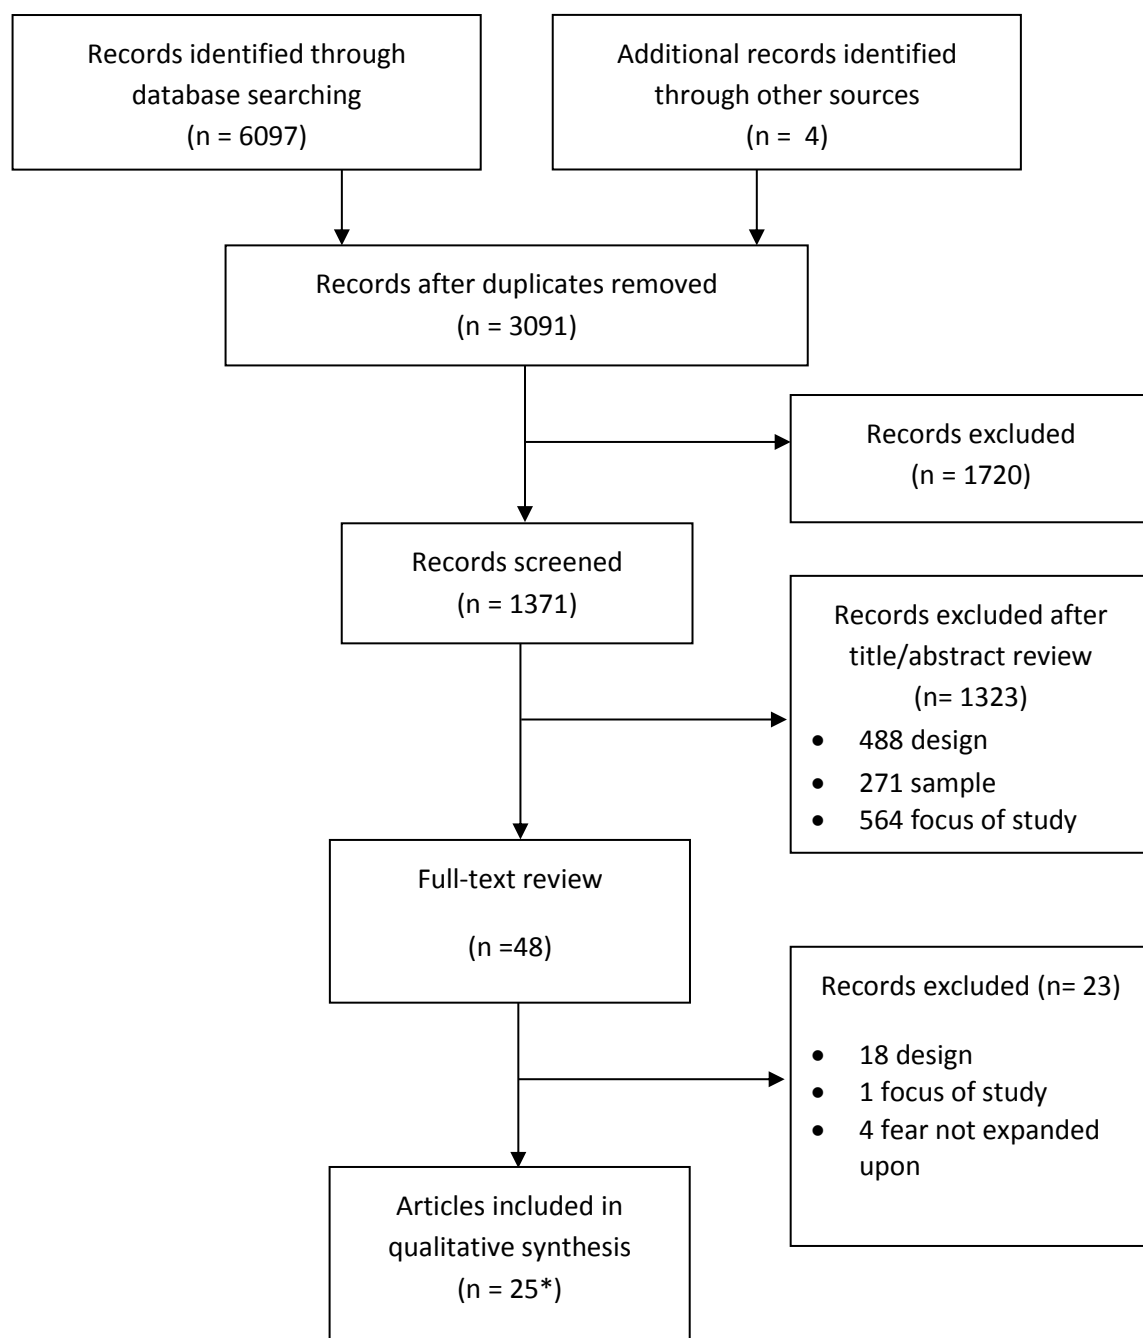 Records identified through
database searching
(n = 6097)
Additional records identified
through other sources
(n =  4)
Records after duplicates removed
(n = 3091)
Records excluded
(n = 1720)
Records screened
(n = 1371)
Records excluded after
title/abstract review
(n= 1323)
• 488 design
• 271 sample
• 564 focus of study
Full-text review
(n =48)
Records excluded (n= 23)
• 18 design
• 1 focus of study
• 4 fear not expanded
upon
Articles included in
qualitative synthesis
(n = 25*)